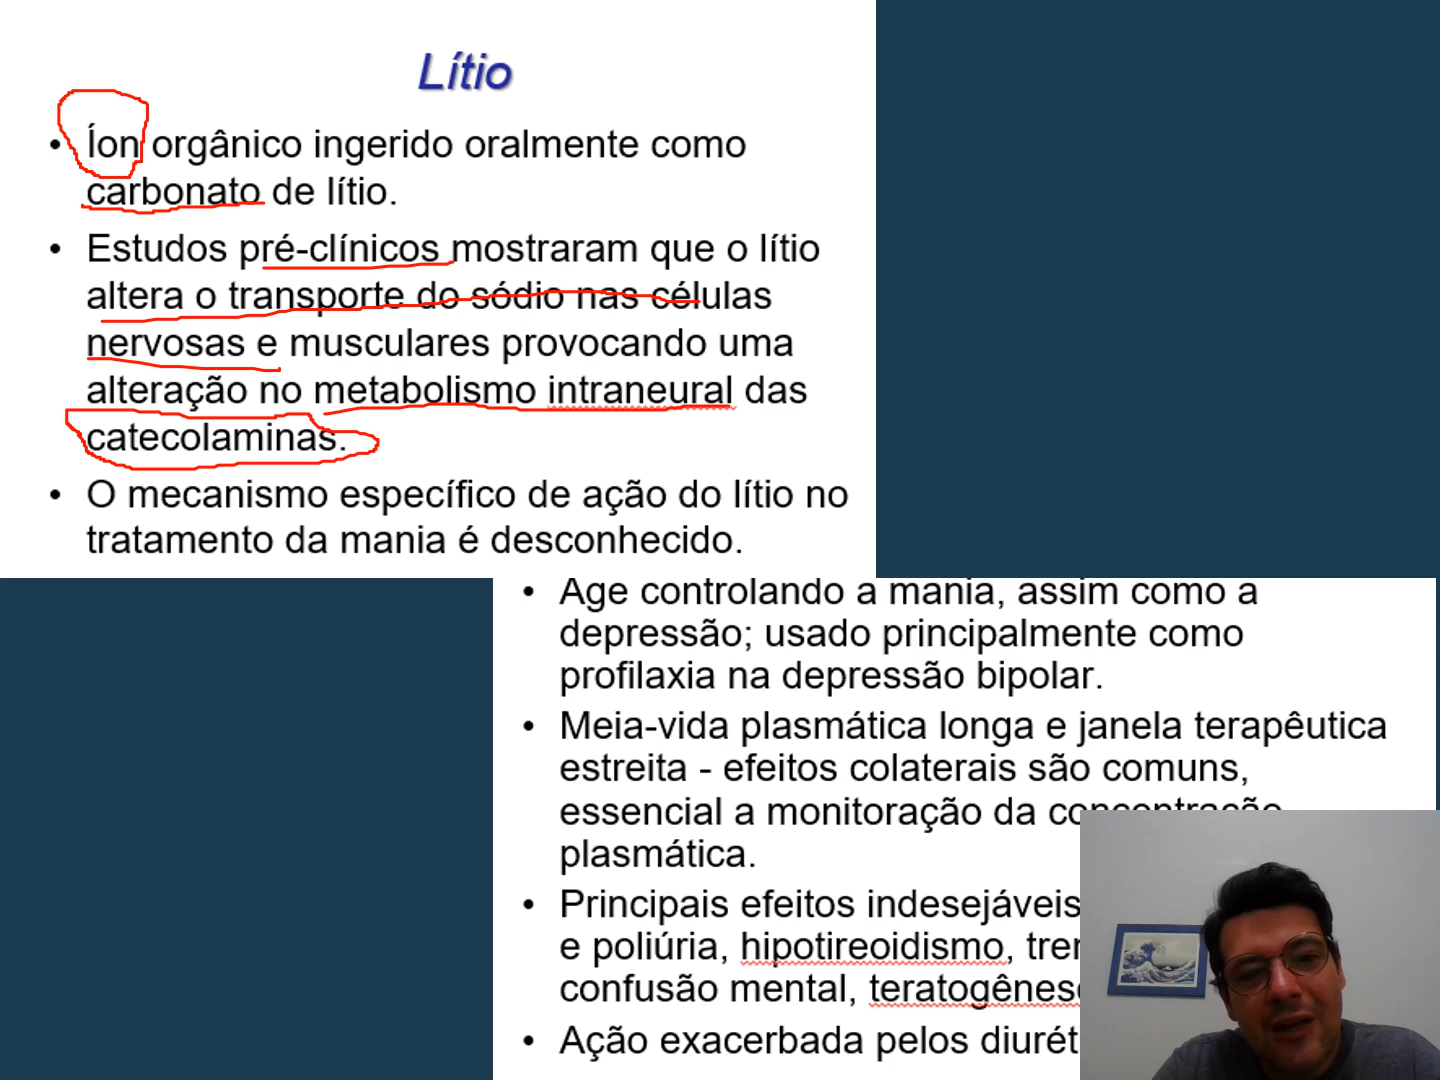 Lítio
• Íon orgânico ingerido oralmente como
carbonato de lítio.
• Estudos pré-clínicos mostraram que o lítio
altera o transporte do sódio nas células
nervosas e musculares provocando uma
alteração no metabolismo intraneural das
catecolaminas.
• O mecanismo específico de ação do lítio no
tratamento da mania é desconhecido.
• Age controlando a mania, assim como a
depressão; usado principalmente como
profilaxia na depressão bipolar.
• Meia-vida plasmática longa e janela terapêutica
estreita - efeitos colaterais são comuns,
essencial a monitoração da concentração
plasmática.
• Principais efeitos indesejáveis
e poliúria, hipotireoidismo,
confusão mental,
• Ação exacerbada pelos